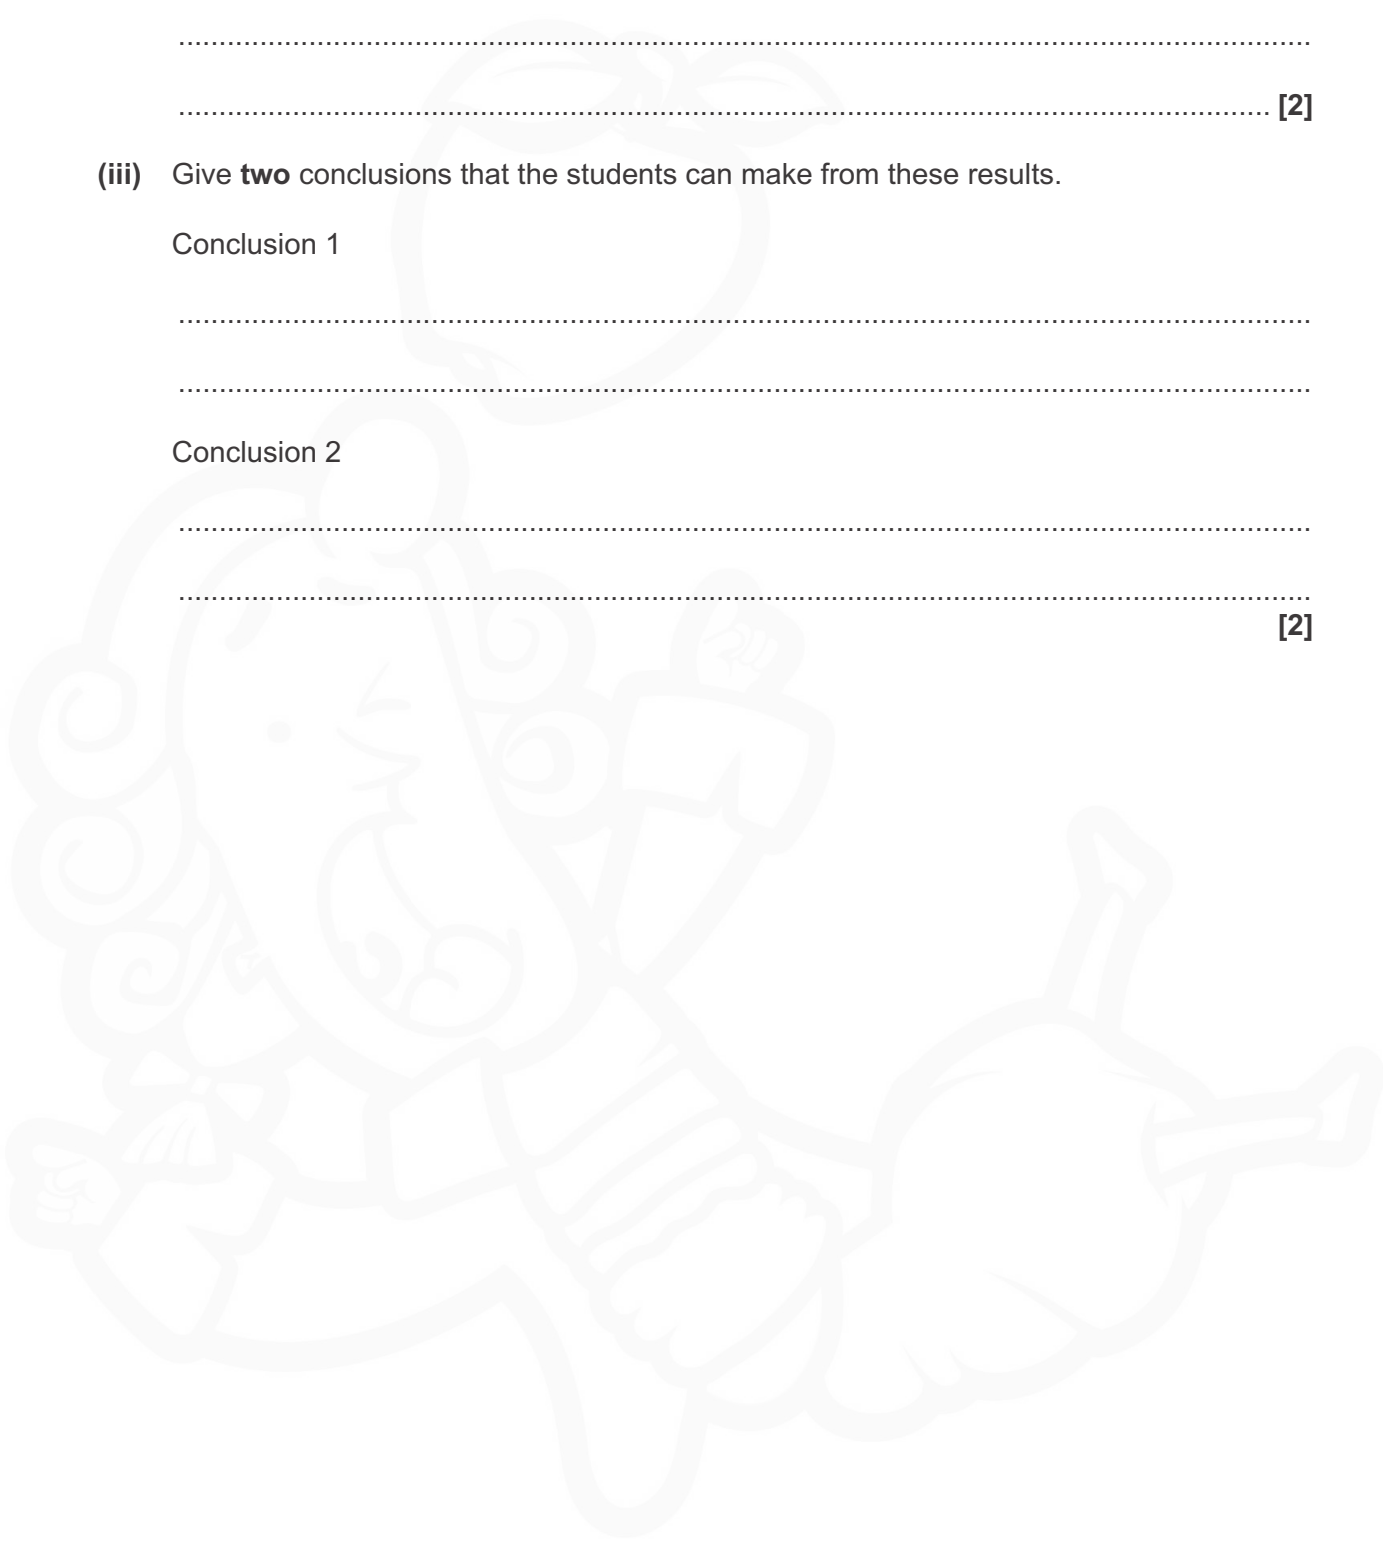 [2]
(iii) Give two conclusions that the students can make from these results.
Conclusion 1
Conclusion 2
[2]